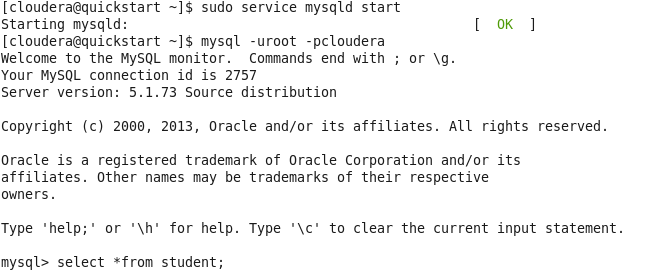 [cloudera@quickstart ~]$ sudo service mysqld start
Starting mysqld:                                           [  OK  ]
[cloudera@quickstart ~]$ mysql -uroot -pcloudera
Welcome to the MySQL monitor.  Commands end with ; or \g.
Your MySQL connection id is 2757
Server version: 5.1.73 Source distribution

Copyright (c) 2000, 2013, Oracle and/or its affiliates. All rights reserved.

Oracle is a registered trademark of Oracle Corporation and/or its
affiliates. Other names may be trademarks of their respective
owners.

Type 'help;' or '\h' for help. Type '\c' to clear the current input statement.

mysql> select *from student;